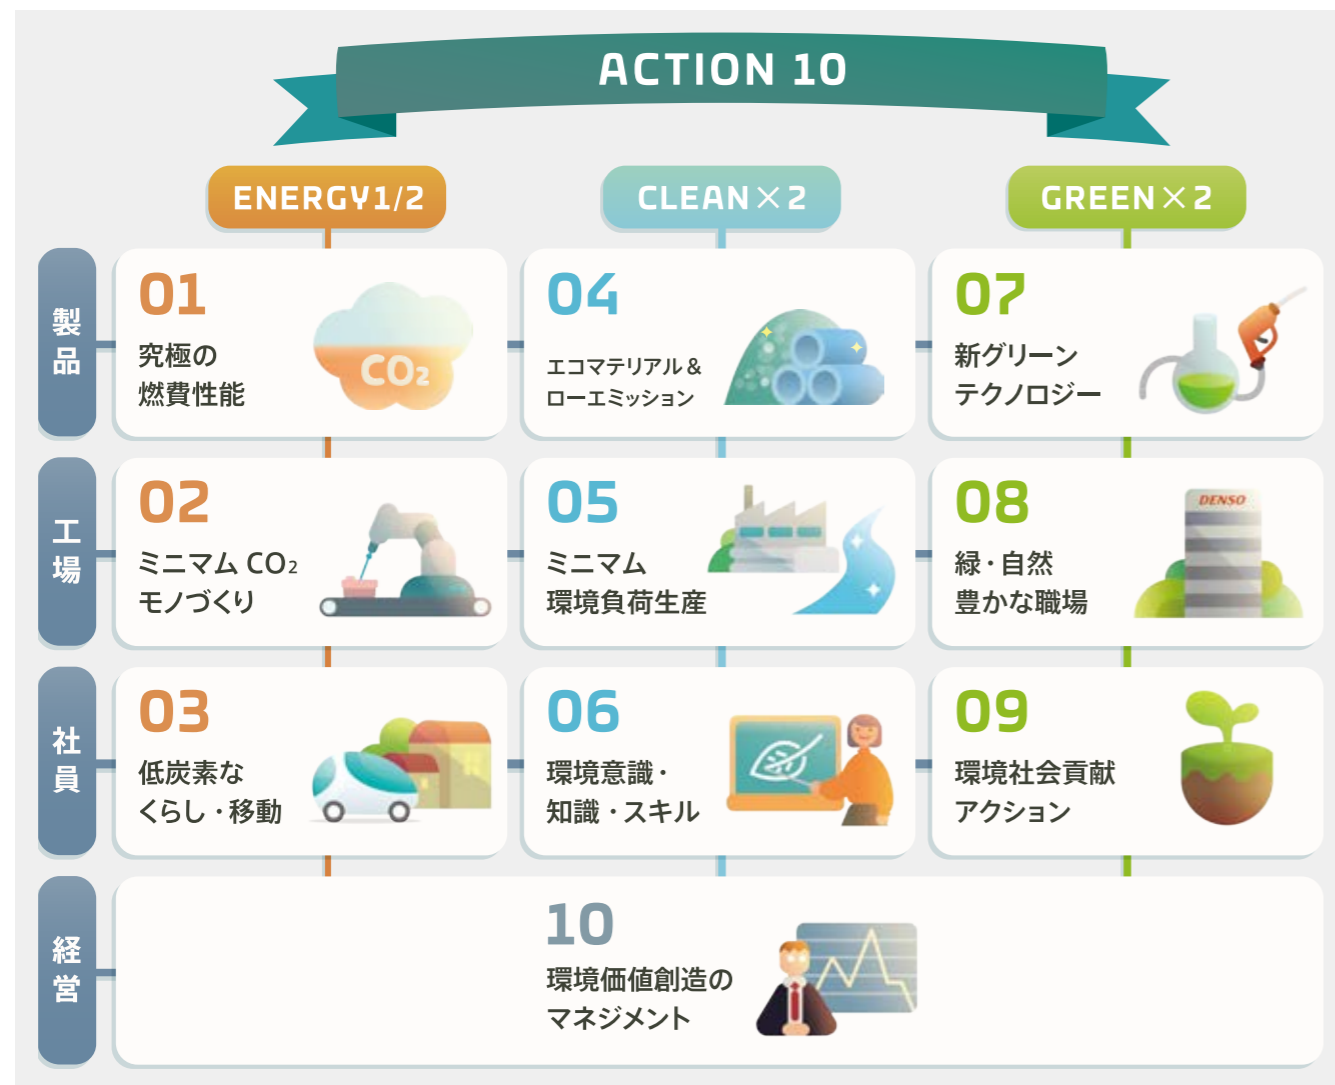 ACTION 10
ENERGY1/2
CLEAN×2
GREEN×2
製品
01
究極の
燃費性能
CO₂
04
エコマテリアル&
ローエミッション
07
新グリーン
テクノロジー
工場
02
ミニマム CO₂
モノづくり
05
ミニマム
環境負荷生産
08
緑・自然
豊かな職場
DENSO
社員
03
低炭素な
くらし・移動
06
環境意識・
知識・スキル
09
環境社会貢献
アクション
経営
10
環境価値創造の
マネジメント